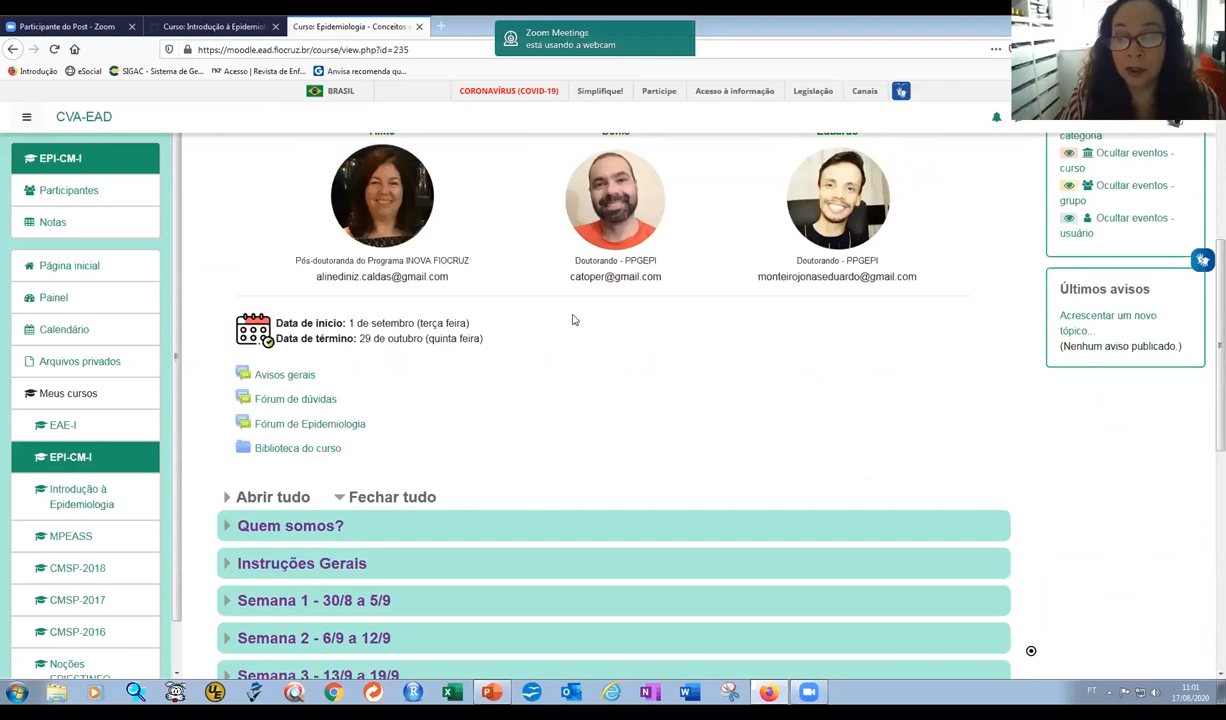 Participante do Post - Zoom
Curso: Introdução à Epidemiol
Curso: Epidemiologia - Conceitos e
Zoom Meetings
está usando a webcam
https://moodle.ead.fiocruz.br/course/view.php?id=235
Introdução
eSocial
SIGAC - Sistema de Ge...
PKP Acesso | Revista de Enf...
Anvisa recomenda qu...
BRASIL
CORONAVÍRUS (COVID-19)
Simplifique!
Participe
Acesso à informação
Legislação
Canais
CVA-EAD
EPI-CM-I
Participantes
Notas
Página inicial
Painel
Calendário
Arquivos privados
Meus cursos
EAE-I
EPI-CM-I
Introdução à
Epidemiologia
MPEASS
CMSP-2018
CMSP-2017
CMSP-2016
Noções
Eduardo
Pós-doutoranda do Programa INOVA FIOCRUZ
alinediniz.caldas@gmail.com
Doutorando - PPGEPI
catoper@gmail.com
Doutorando - PPGEPI
monteirojonaseduardo@gmail.com
Data de início: 1 de setembro (terça feira)
Data de término: 29 de outubro (quinta feira)
Avisos gerais
Fórum de dúvidas
Fórum de Epidemiologia
Biblioteca do curso
Abrir tudo
Fechar tudo
Quem somos?
Instruções Gerais
Semana 1 - 30/8 a 5/9
Semana 2 - 6/9 a 12/9
Semana 3 - 13/9 a 19/9
categoria
Ocultar eventos -
curso
Ocultar eventos -
grupo
Ocultar eventos -
usuário
Últimos avisos
Acrescentar um novo
tópico...
(Nenhum aviso publicado.)
PT
11:01
17/08/2020